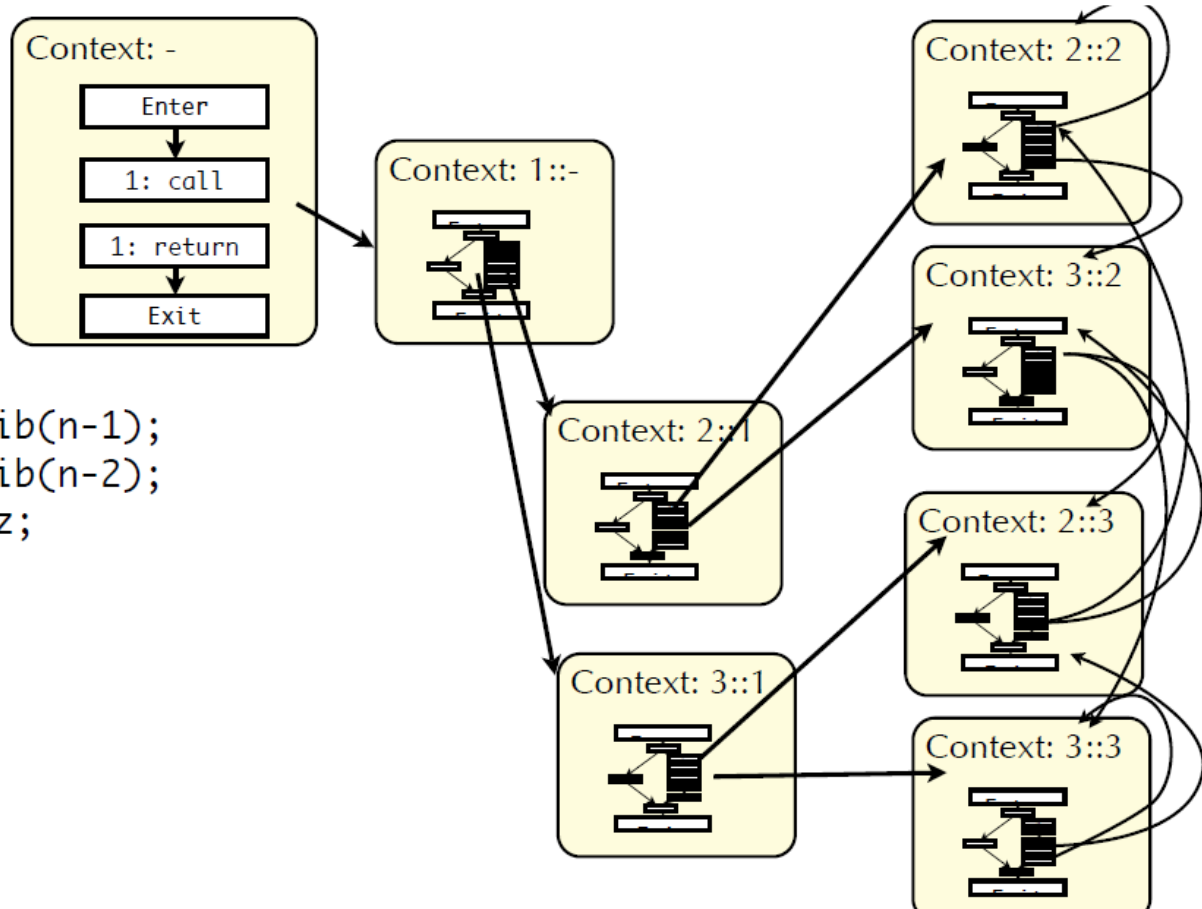 Context: -
Enter
1: call
1: return
Exit
ib(n-1);
ib(n-2);
z;
Context: 1::-
Context: 2::1
Context: 3::1
Context: 2::2
Context: 3::2
Context: 2::3
Context: 3::3